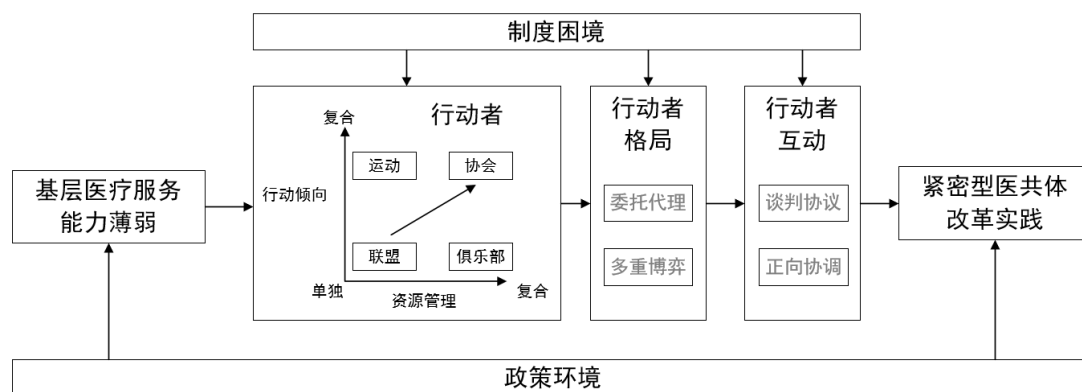 制度困境
行动者
复合
运动
协会
行动倾向
联盟
俱乐部
单独
资源管理
复合
行动者
格局
委托代理
多重博弈
行动者
互动
谈判协议
正向协调
基层医疗服务
能力薄弱
紧密型医共体
改革实践
政策环境